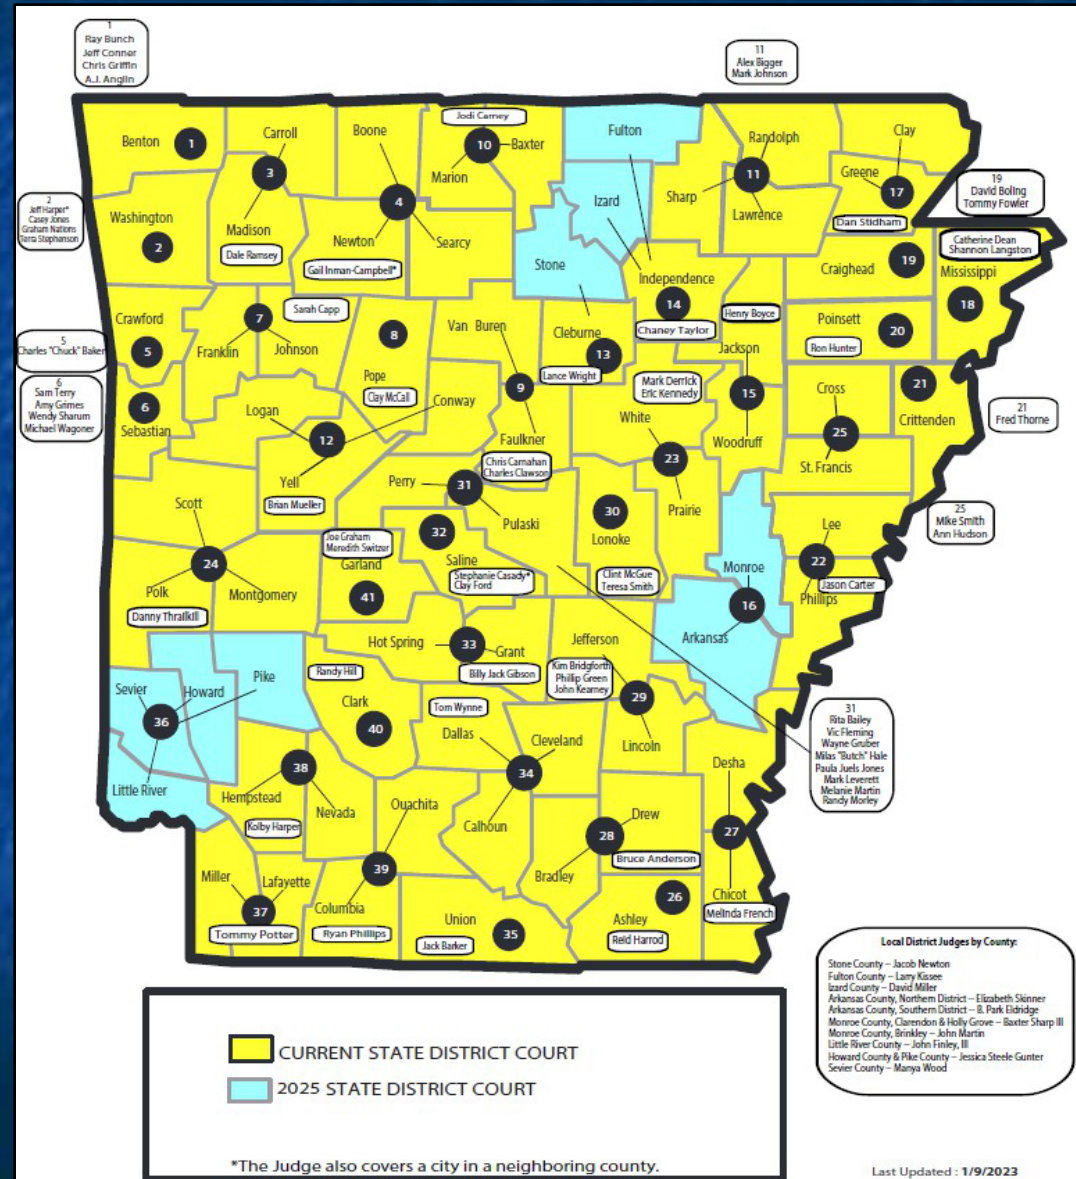 1
Ray Bunch
Jeff Conner
Chris Griffin
A.J. Anglin
11
Alex Bigger
Mark Johnson
Jodi Carney
Fulton
Benton
1
Carroll
Boone
10
Baxter
Randolph
Clay
3
Marion
11
Greene
17
Izard
Sharp
19
David Boling
Tommy Fowler
2
Jeff Harper*
Casey Jones
Graham Nations
Terra Stephenson
Washington
2
Madison
Dale Ramsey
4
Newton
Searcy
Gail Inman-Campbell*
Lawrence
Dan Stidham
Catherine Dean
Shannon Langston
Stone
Independence
14
Chaney Taylor
Craighead
19
Mississippi
18
Sarah Capp
Crawford
5
7
Franklin
Johnson
8
Pope
Clay McCall
Van Buren
Cleburne
13
Lance Wright
Henry Boyce
Jackson
Poinsett
20
Ron Hunter
5
Charles "Chuck" Baker
6
Sam Terry
Amy Grimes
Wendy Sharum
Michael Wagoner
6
Sebastian
Logan
12
Conway
9
Faulkner
Mark Derrick
Eric Kennedy
White
15
Woodruff
Cross
25
St. Francis
21
Crittenden
21
Fred Thorne
Yell
Brian Mueller
Chris Carnahan
Charles Clawson
23
Prairie
Perry
31
Pulaski
30
Lonoke
Scott
32
Saline
Joe Graham
Meredith Switzer
Garland
41
Stephanie Casady*
Clay Ford
Clint McGue
Teresa Smith
Lee
25
Mike Smith
Ann Hudson
24
Polk
Montgomery
Danny Thrailkill
Monroe
16
Arkansas
22
Jason Carter
Phillips
Hot Spring
33
Grant
Billy Jack Gibson
Jefferson
Kim Bridgforth
Phillip Green
John Kearney
29
Lincoln
Sevier
Howard
Pike
36
Little River
Randy Hill
Clark
40
Tom Wynne
Dallas
Cleveland
34
Calhoun
31
Rita Bailey
Vic Fleming
Wayne Gruber
Milas "Butch" Hale
Paula Juels Jones
Mark Leverett
Melanie Martin
Randy Morley
Desha
38
Hempstead
Nevada
Kolby Harper
Ouachita
39
Columbia
Ryan Phillips
Drew
28
Bradley
Bruce Anderson
27
Chicot
Melinda French
Miller
Lafayette
37
Tommy Potter
Union
35
Jack Barker
26
Ashley
Reid Harrod
Local District Judges by County:
Stone County – Jacob Newton
Fulton County – Larry Kissee
Izard County – David Miller
Arkansas County, Northern District – Elizabeth Skinner
Arkansas County, Southern District – B. Park Eldridge
Monroe County, Clarendon & Holly Grove – Baxter Sharp III
Monroe County, Brinkley – John Martin
Little River County – John Finley, III
Howard County & Pike County – Jessica Steele Gunter
Sevier County – Manya Wood
CURRENT STATE DISTRICT COURT
2025 STATE DISTRICT COURT
*The Judge also covers a city in a neighboring county.
Last Updated : 1/9/2023